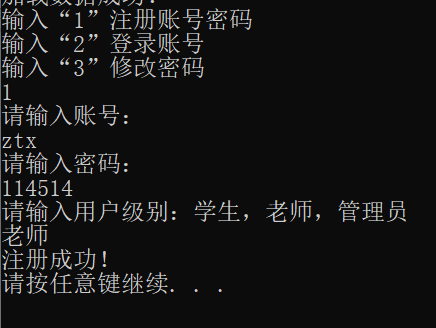 加载数据成功!
输入“1”注册账号密码
输入“2”登录账号
输入“3”修改密码
1
请输入账号:
ztx
请输入密码:
114514
请输入用户级别: 学生, 老师, 管理员
老师
注册成功!
请按任意键继续. . .